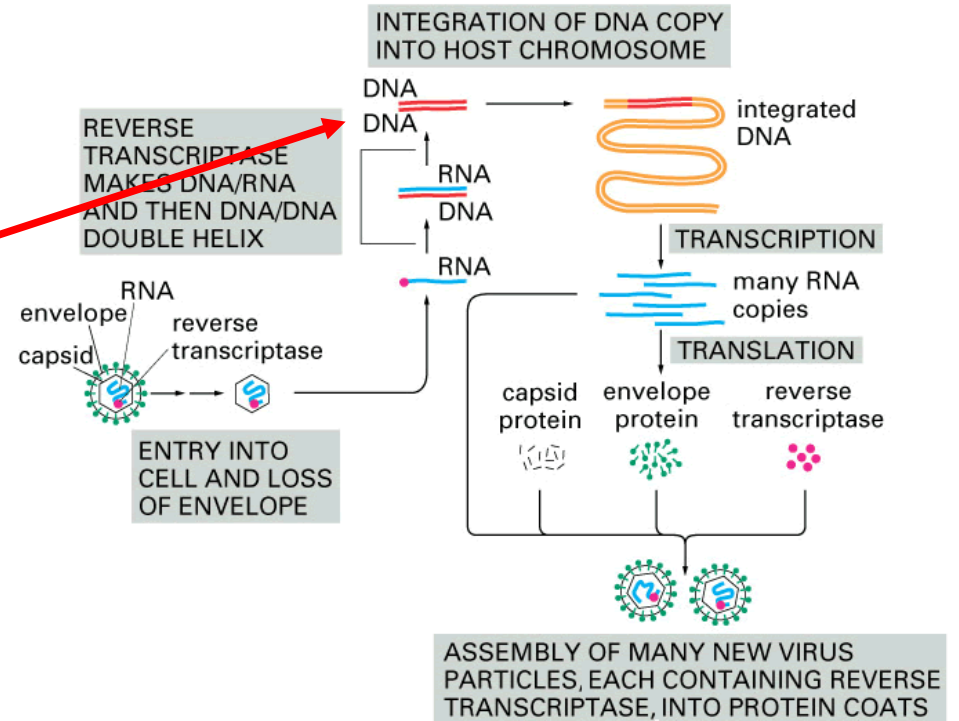 INTEGRATION OF DNA COPY
INTO HOST CHROMOSOME
DNA
DNA
integrated
DNA
REVERSE
TRANSCRIPTASE
MAKES DNA/RNA
AND THEN DNA/DNA
DOUBLE HELIX
RNA
DNA
RNA
TRANSCRIPTION
many RNA
copies
RNA
envelope
capsid
reverse
transcriptase
TRANSLATION
capsid
protein
envelope
protein
reverse
transcriptase
ENTRY INTO
CELL AND LOSS
OF ENVELOPE
ASSEMBLY OF MANY NEW VIRUS
PARTICLES, EACH CONTAINING REVERSE
TRANSCRIPTASE, INTO PROTEIN COATS